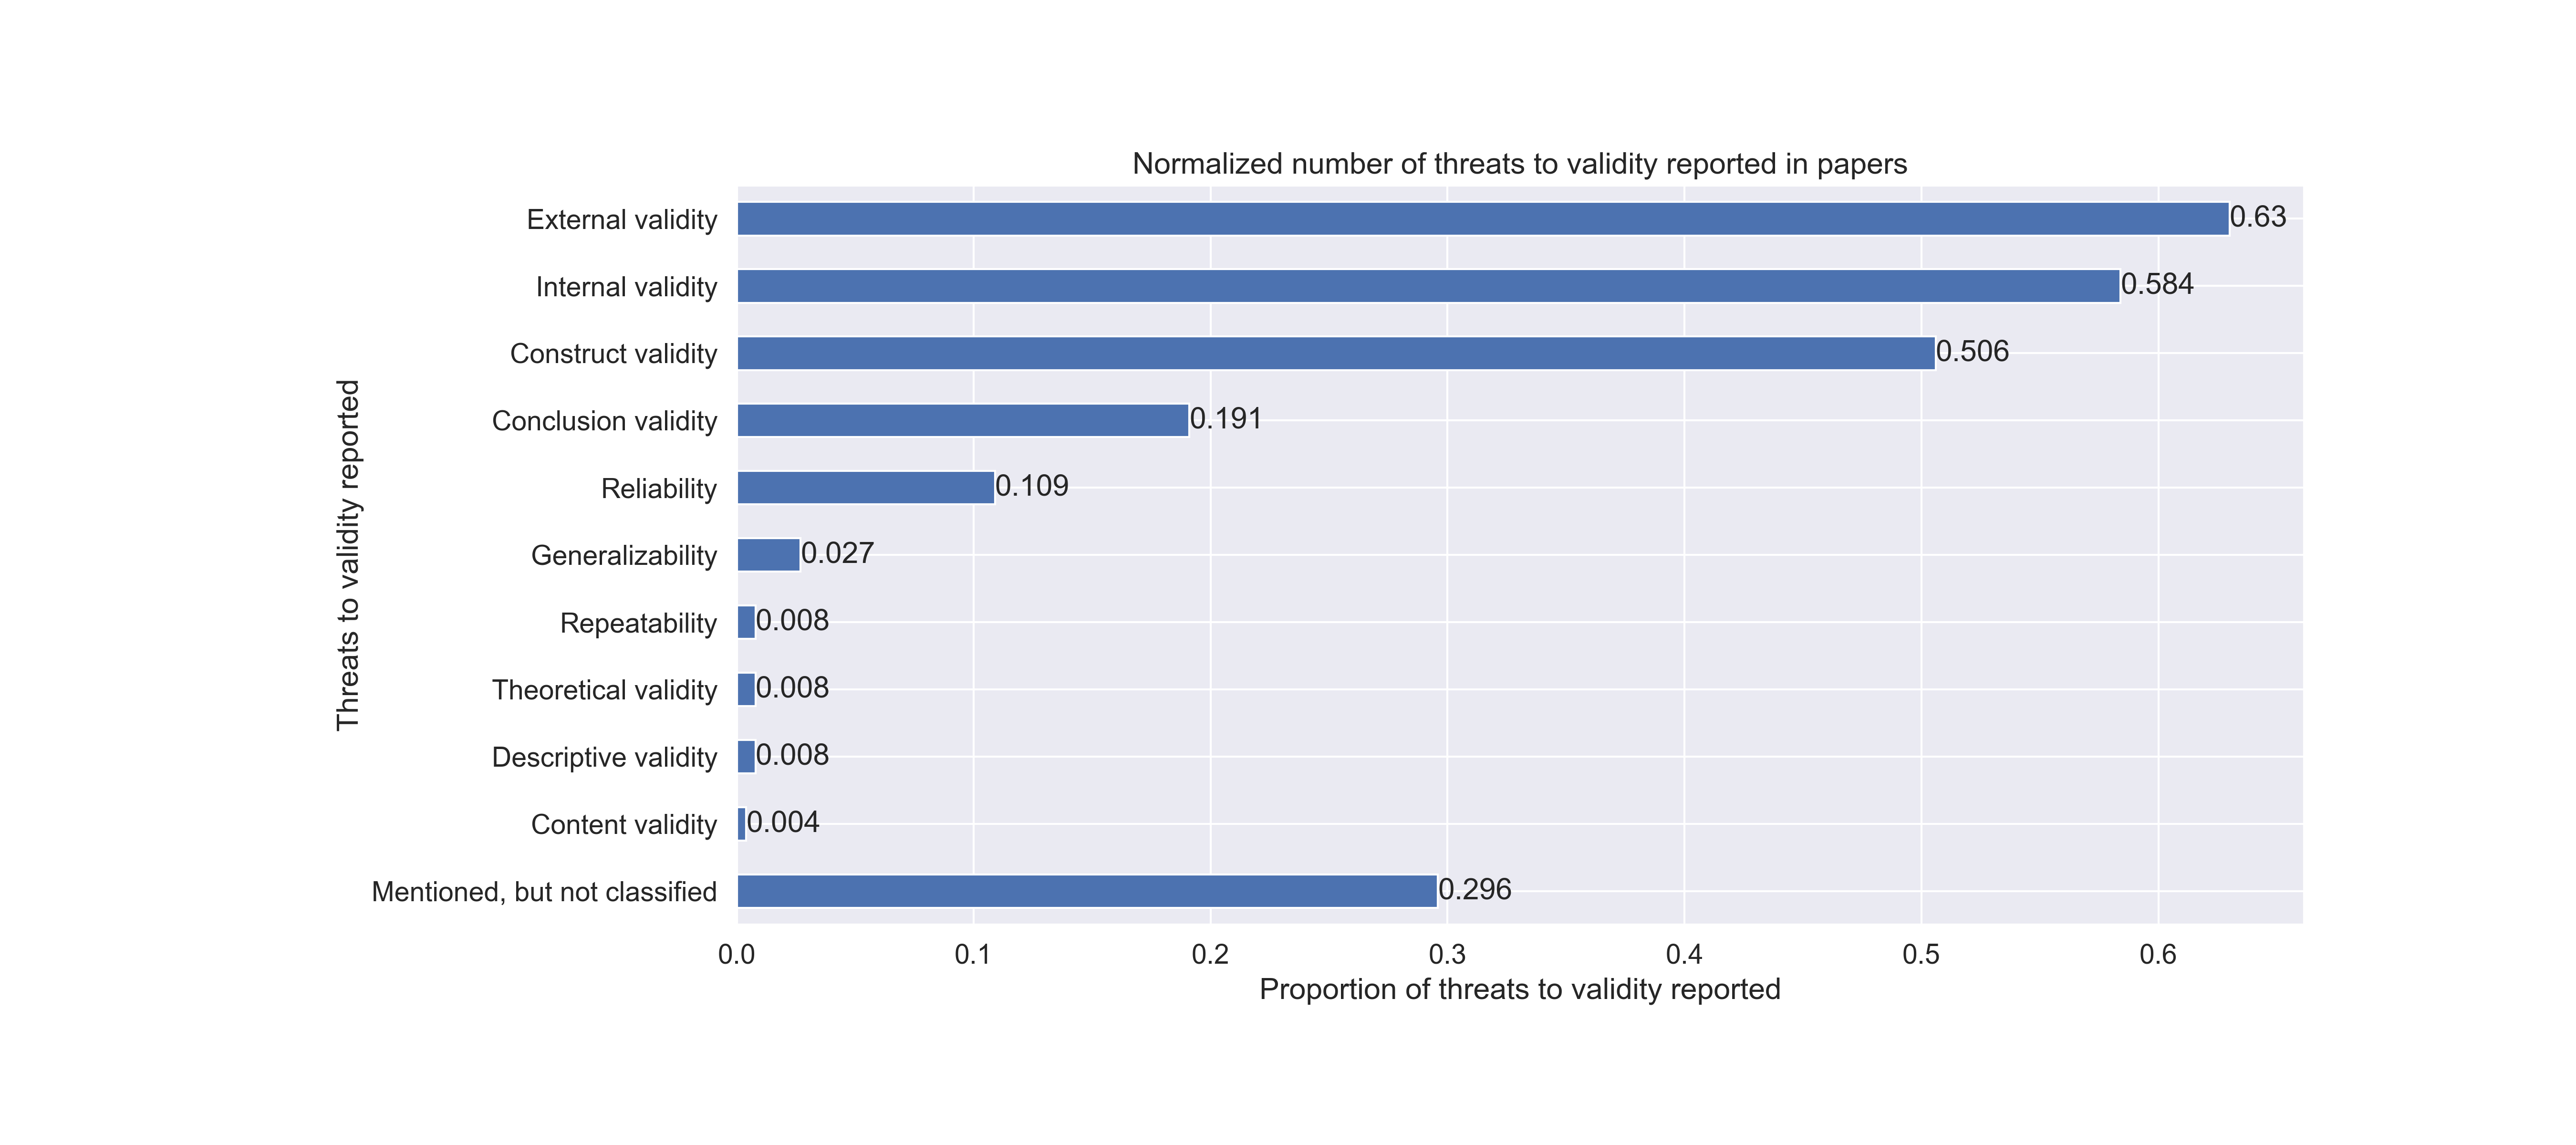 Normalized number of threats to validity reported in papers
Threats to validity reported
External validity 0.63
Internal validity 0.584
Construct validity 0.506
Conclusion validity 0.191
Reliability 0.109
Generalizability 0.027
Repeatability 0.008
Theoretical validity 0.008
Descriptive validity 0.008
Content validity 0.004
Mentioned, but not classified 0.296
0.0 0.1 0.2 0.3 0.4 0.5 0.6
Proportion of threats to validity reported